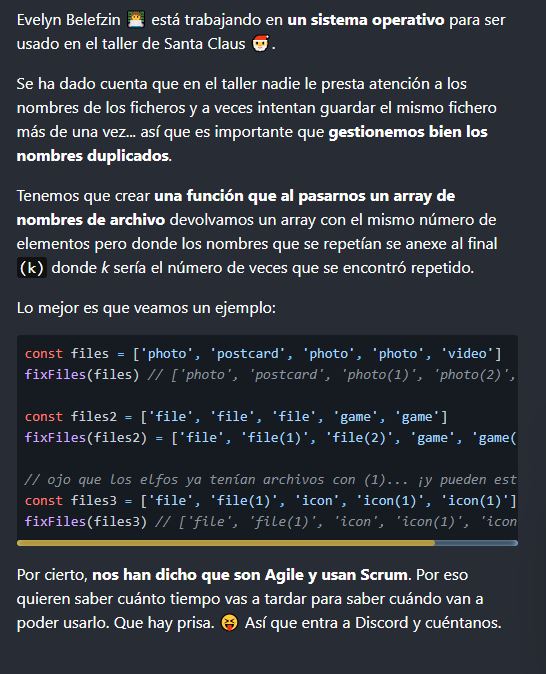 Evelyn Belefzin 👩🏽‍💻 está trabajando en un sistema operativo para ser
usado en el taller de Santa Claus 🎅.
Se ha dado cuenta que en el taller nadie le presta atención a los
nombres de los ficheros y a veces intentan guardar el mismo fichero
más de una vez... así que es importante que gestionemos bien los
nombres duplicados.
Tenemos que crear una función que al pasarnos un array de
nombres de archivo devolvamos un array con el mismo número de
elementos pero donde los nombres que se repetían se anexe al final
(k) donde k sería el número de veces que se encontró repetido.
Lo mejor es que veamos un ejemplo:
const files = ['photo', 'postcard', 'photo', 'photo', 'video']
fixFiles(files) // ['photo', 'postcard', 'photo(1)', 'photo(2)',
const files2 = ['file', 'file', 'file', 'game', 'game']
fixFiles(files2) = ['file', 'file(1)', 'file(2)', 'game', 'game(
// ojo que los elfos ya tenían archivos con (1)... ¡y pueden est
const files3 = ['file', 'file(1)', 'icon', 'icon(1)', 'icon(1)']
fixFiles(files3) // ['file', 'file(1)', 'icon', 'icon(1)', 'icon
Por cierto, nos han dicho que son Agile y usan Scrum. Por eso
quieren saber cuánto tiempo vas a tardar para saber cuándo van a
poder usarlo. Que hay prisa. 😝 Así que entra a Discord y cuéntanos.